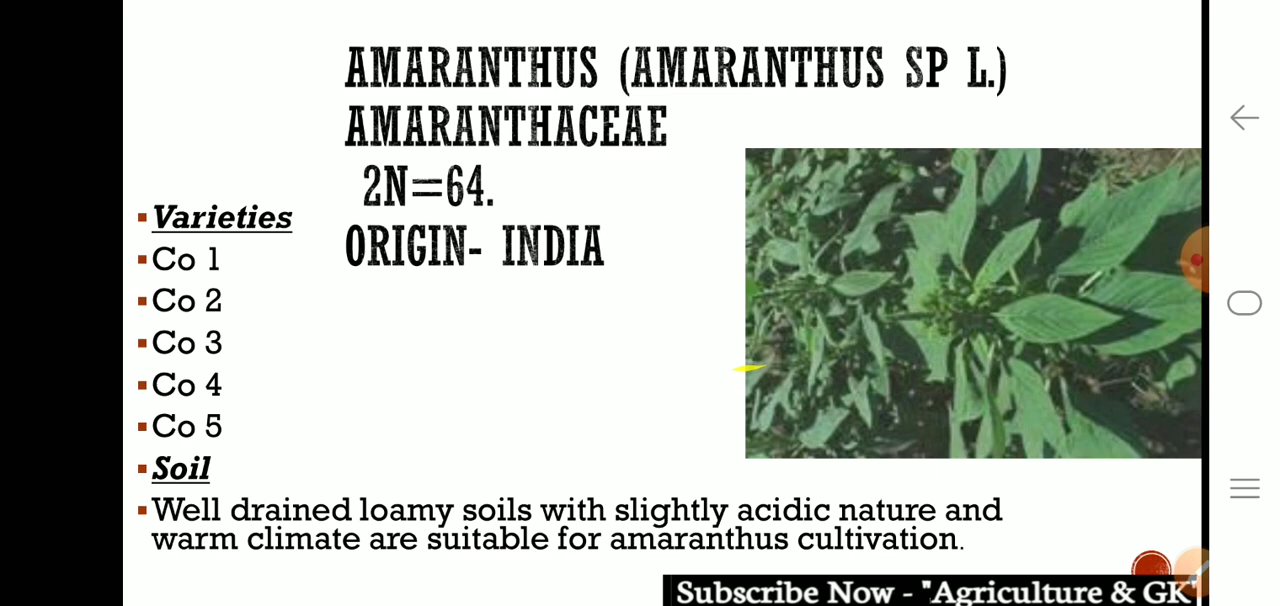 AMARANTHUS (AMARANTHUS SP L.)
AMARANTHACEAE
2N=64.
ORIGIN- INDIA
Varieties
Co 1
Co 2
Co 3
Co 4
Co 5
Soil
Well drained loamy soils with slightly acidic nature and
warm climate are suitable for amaranthus cultivation.
Subscribe Now - "Agriculture & GK"